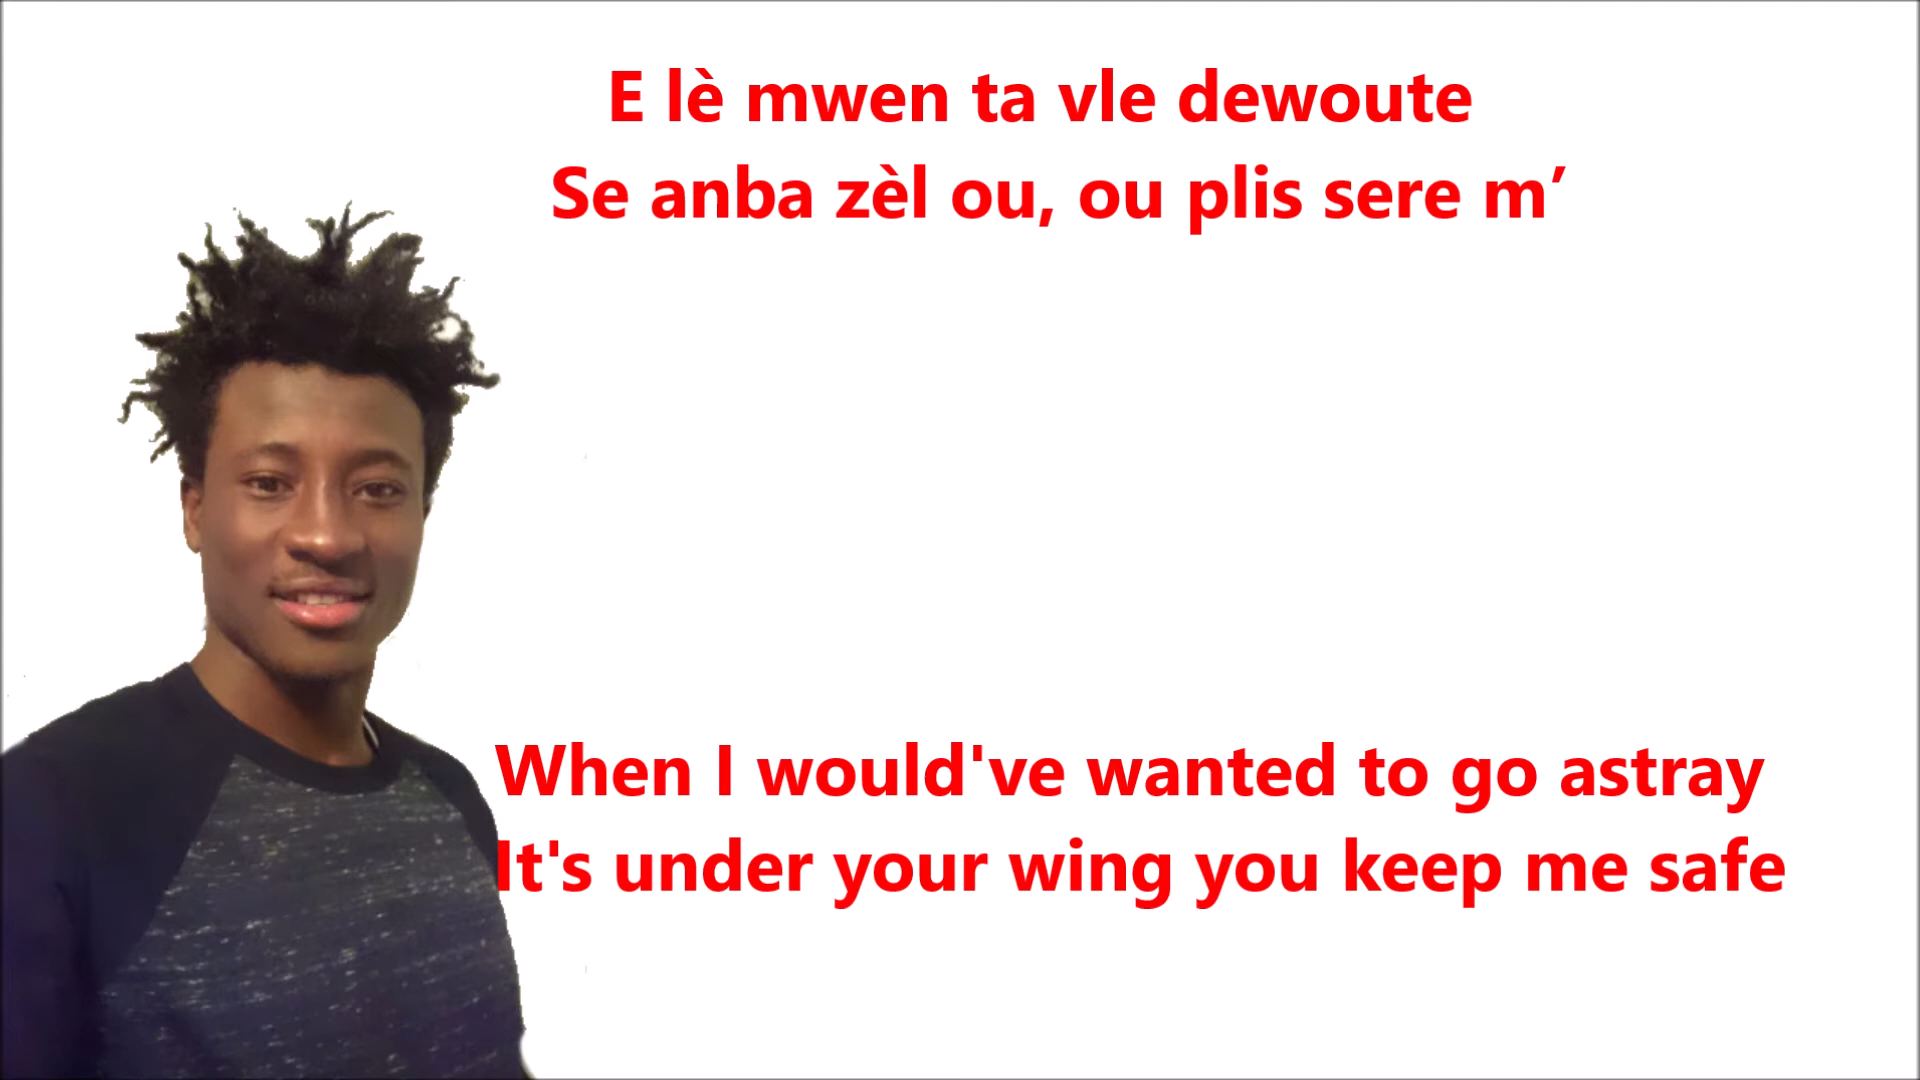 E lè mwen ta vle dewoute
Se anba zèl ou, ou plis sere m’
When I would've wanted to go astray
It's under your wing you keep me safe